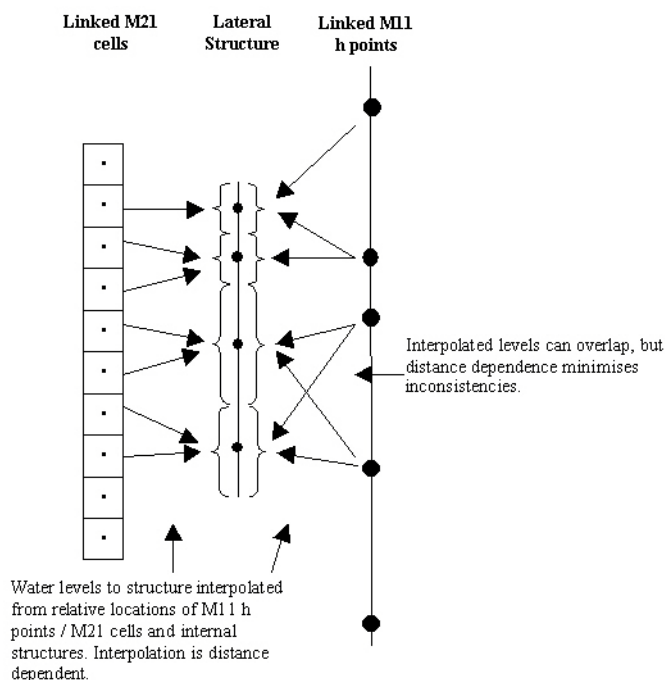 Linked M21
cells
Lateral
Structure
Linked M11
h points
Interpolated levels can overlap, but
distance dependence minimises
inconsistencies.
Water levels to structure interpolated
from relative locations of M11 h
points / M21 cells and internal
structures. Interpolation is distance
dependent.